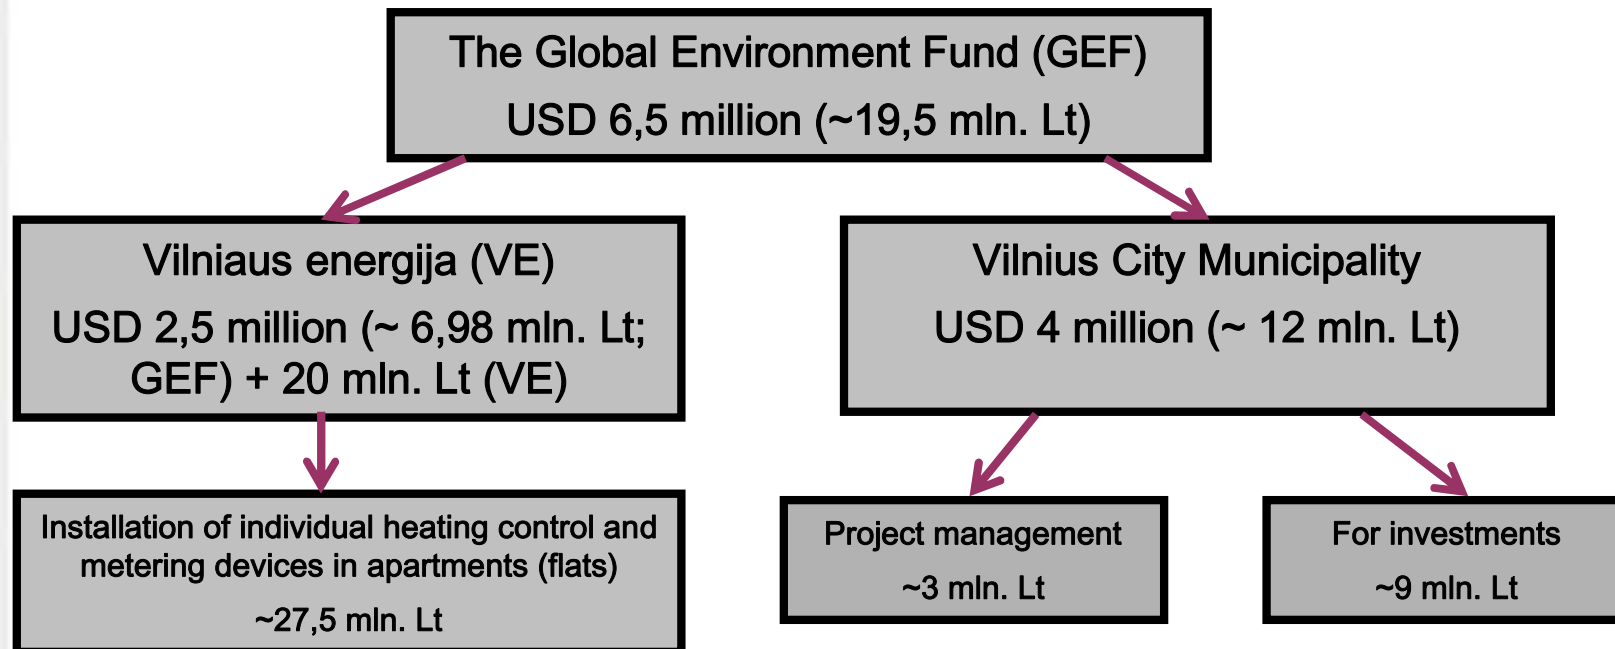 The Global Environment Fund (GEF)
USD 6,5 million (~19,5 mln. Lt)
Vilniaus energija (VE)
USD 2,5 million (~ 6,98 mln. Lt;
GEF) + 20 mln. Lt (VE)
Vilnius City Municipality
USD 4 million (~ 12 mln. Lt)
Installation of individual heating control and
metering devices in apartments (flats)
~27,5 mln. Lt
Project management
~3 mln. Lt
For investments
~9 mln. Lt